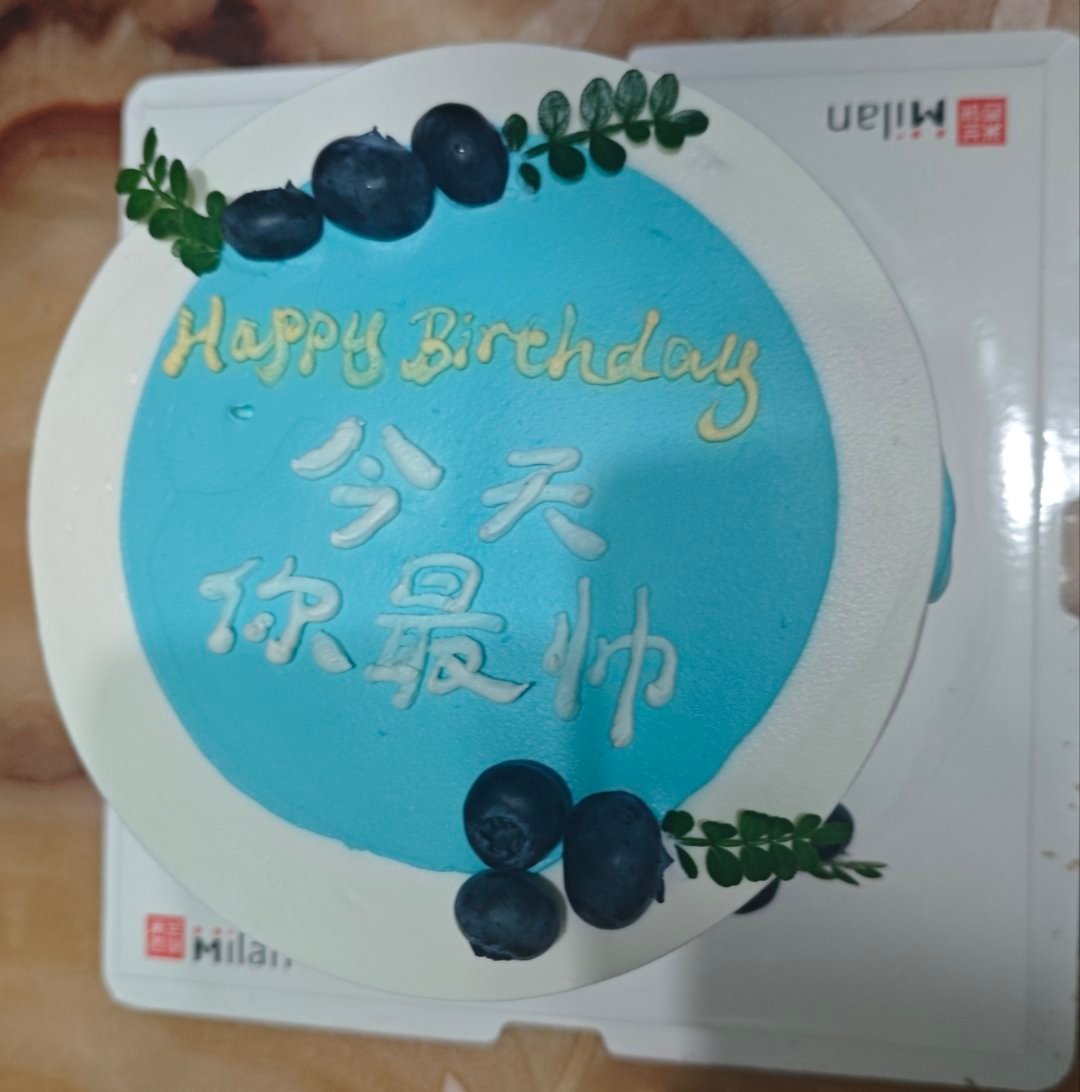 Milan
Happy Birthday
今天
你最帅
Milan